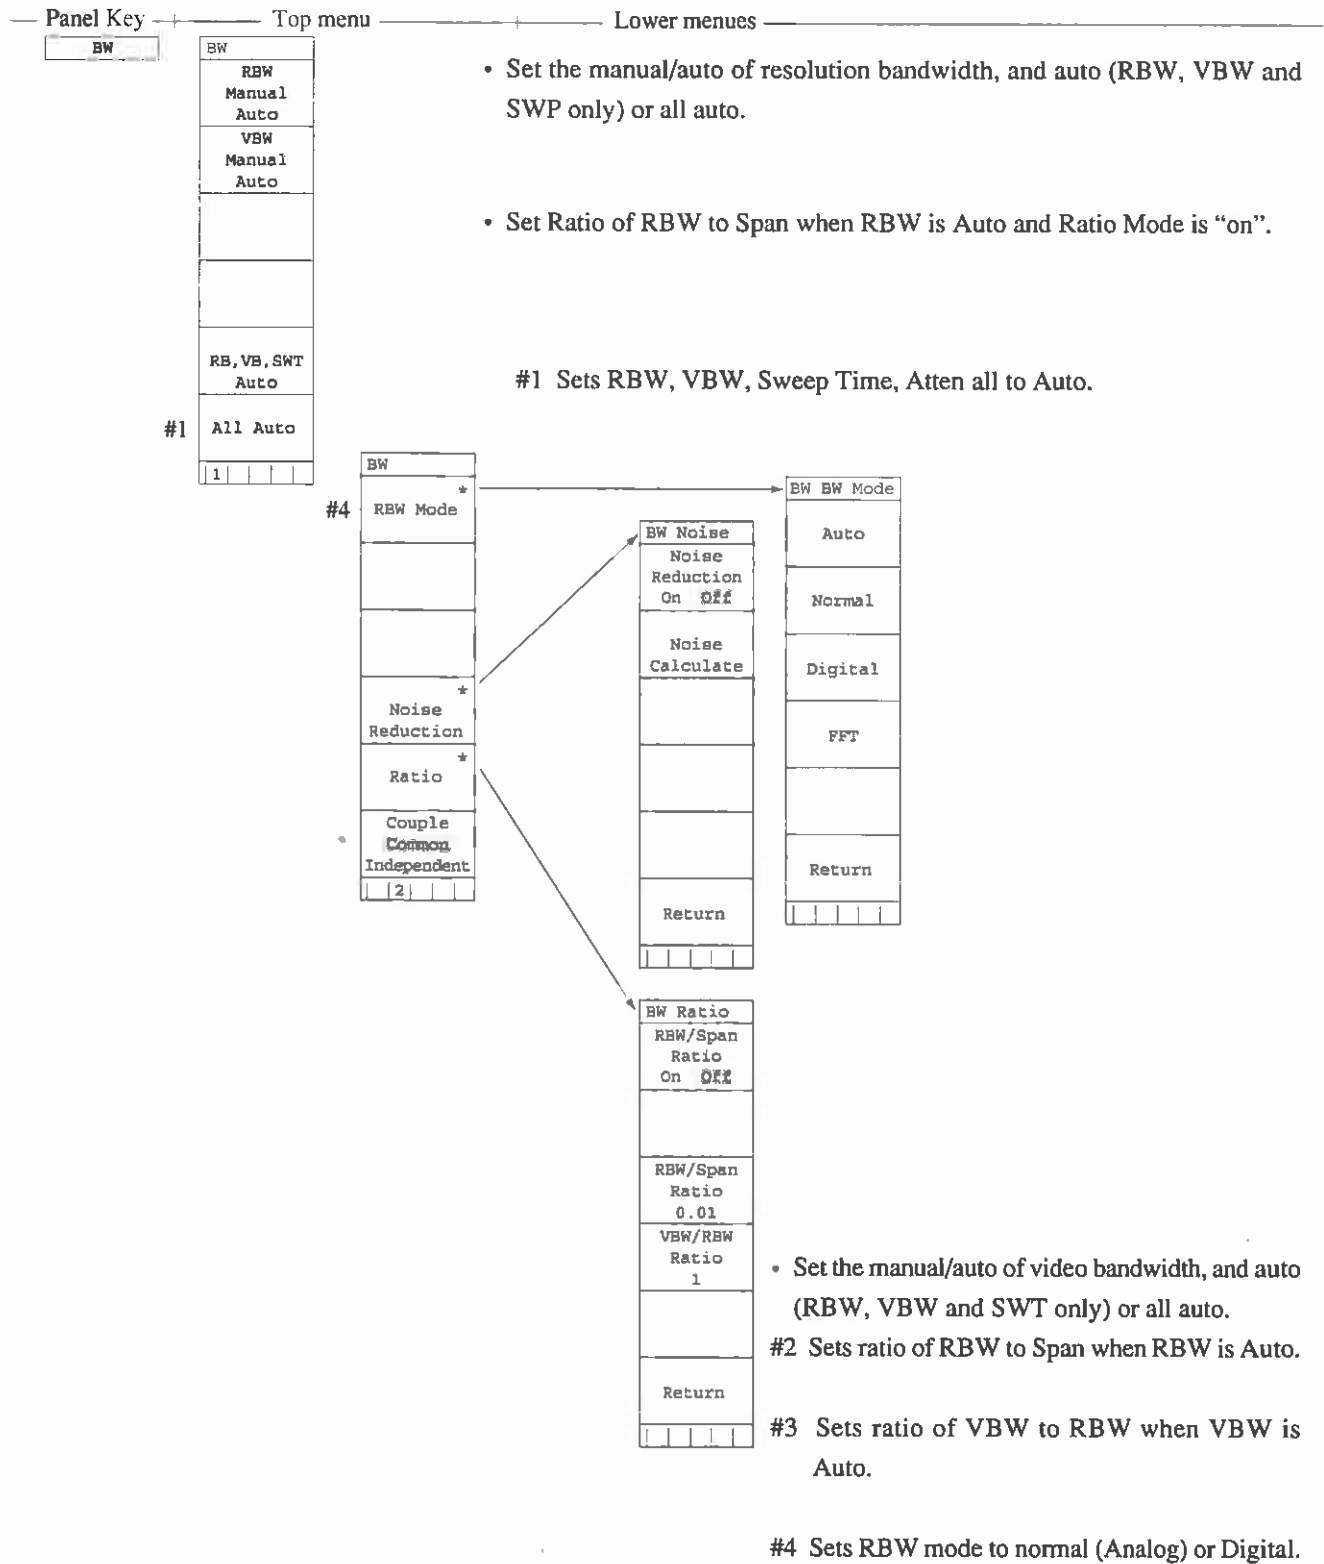 Panel Key
Top menu
Lower menues
BW
BW
RBW
Manual
Auto
VBW
Manual
Auto
RB,VB,SWT
Auto
#1 All Auto
1
• Set the manual/auto of resolution bandwidth, and auto (RBW, VBW and
SWP only) or all auto.
• Set Ratio of RBW to Span when RBW is Auto and Ratio Mode is “on”.
#1 Sets RBW, VBW, Sweep Time, Atten all to Auto.
BW
*
#4 RBW Mode
*
Noise
Reduction
*
Ratio
Couple
Common
Independent
2
BW Noise
Noise
Reduction
On Off
Noise
Calculate
Return
BW BW Mode
Auto
Normal
Digital
FFT
Return
BW Ratio
RBW/Span
Ratio
On Off
RBW/Span
Ratio
0.01
VBW/RBW
Ratio
1
Return
• Set the manual/auto of video bandwidth, and auto
(RBW, VBW and SWT only) or all auto.
#2 Sets ratio of RBW to Span when RBW is Auto.
#3 Sets ratio of VBW to RBW when VBW is
Auto.
#4 Sets RBW mode to normal (Analog) or Digital.